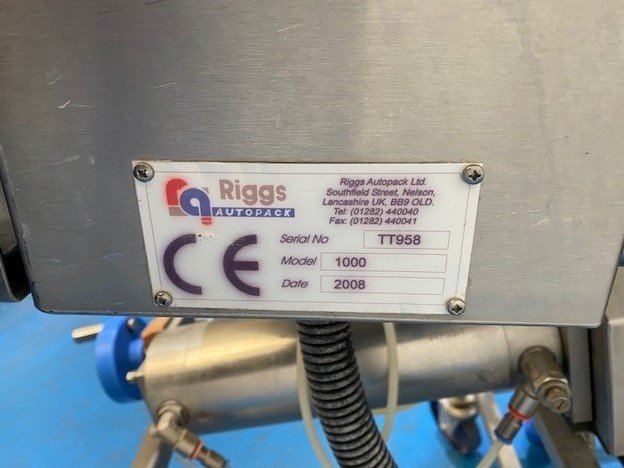 Riggs
AUTOPACK
Riggs Autopack Ltd.
Southfield Street, Nelson,
Lancashire UK, BB9 OLD.
Tel: (01282) 440040
Fax: (01282) 440041
CE
Serial No TT958
Model 1000
Date 2008